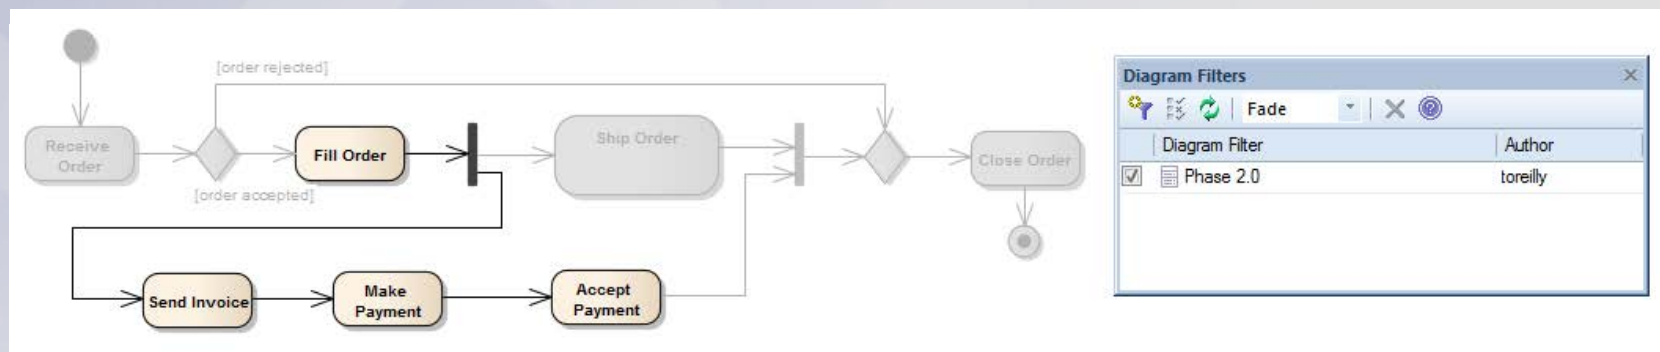 [order rejected]
Receive
Order
Fill Order
Ship Order
Close Order
[order accepted]
Send Invoice
Make
Payment
Accept
Payment
Diagram Filters
Fade
Diagram Filter
Author
Phase 2.0
toreilly